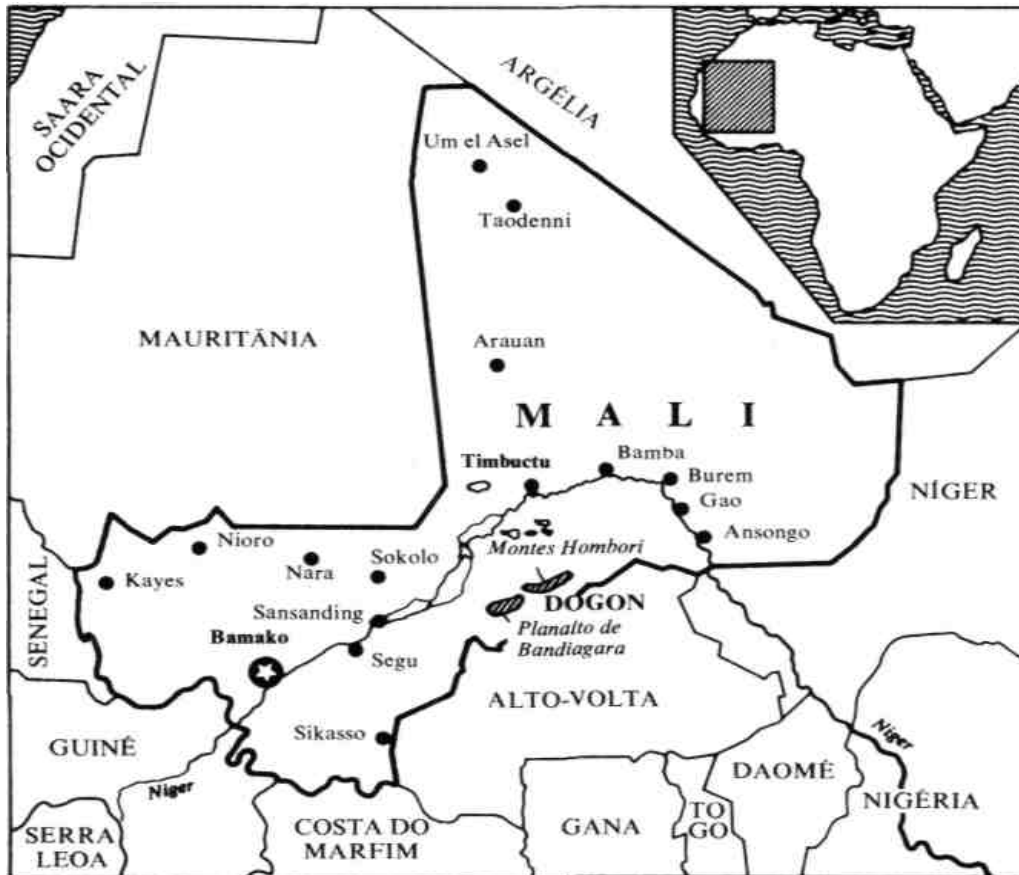 SAARA
OCIDENTAL
ARGÉLIA
Um el Asel
Taodenni
MAURITÂNIA
Arauan
M A L I
Timbuctu
Bamba
Burem
Gao
Ansongo
NÍGER
Nioro
Nara
Sokolo
Montes Hombori
Kayes
SENEGAL
Sansanding
DOGON
Planalto de
Bandiagara
Bamako
Segu
ALTO-VOLTA
Sikasso
GUINÉ
Niger
Niger
DAOMÉ
NIGÉRIA
SERRA
LEOA
COSTA DO
MARFIM
GANA
TO
GO